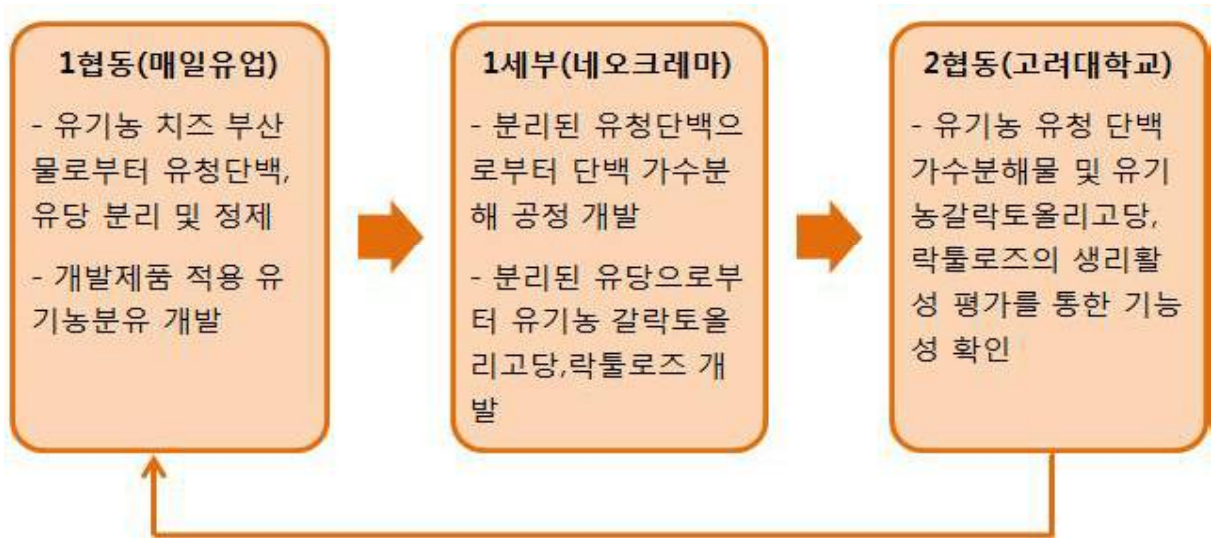 1협동(매일유업)
- 유기농 치즈 부산
물로부터 유청단백,
유당 분리 및 정제
- 개발제품 적용 유
기농분유 개발
1세부(네오크레마)
- 분리된 유청단백으
로부터 단백 가수분
해 공정 개발
- 분리된 유당으로부
터 유기농 갈락토올
리고당,락툴로즈 개
발
2협동(고려대학교)
- 유기농 유청 단백
가수분해물 및 유기
농갈락토올리고당,
락툴로즈의 생리활
성 평가를 통한 기능
성 확인